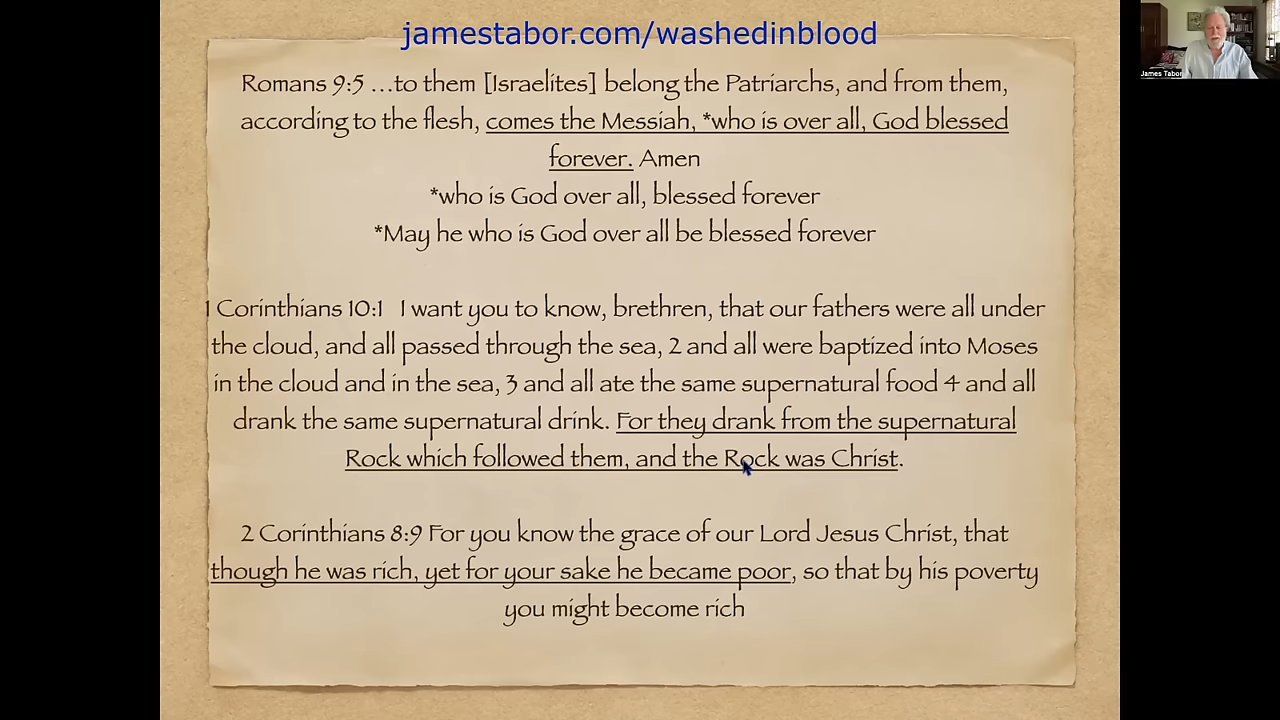 jamestabor.com/washedinblood
James Tabor
Romans 9:5 …to them [Israelites] belong the Patriarchs, and from them,
according to the flesh, comes the Messiah, *who is over all, God blessed
forever. Amen
*who is God over all, blessed forever
*May he who is God over all be blessed forever
1 Corinthians 10:1 I want you to know, brethren, that our fathers were all under
the cloud, and all passed through the sea, 2 and all were baptized into Moses
in the cloud and in the sea, 3 and all ate the same supernatural food 4 and all
drank the same supernatural drink. For they drank from the supernatural
Rock which followed them, and the Rock was Christ.
2 Corinthians 8:9 For you know the grace of our Lord Jesus Christ, that
though he was rich, yet for your sake he became poor, so that by his poverty
you might become rich